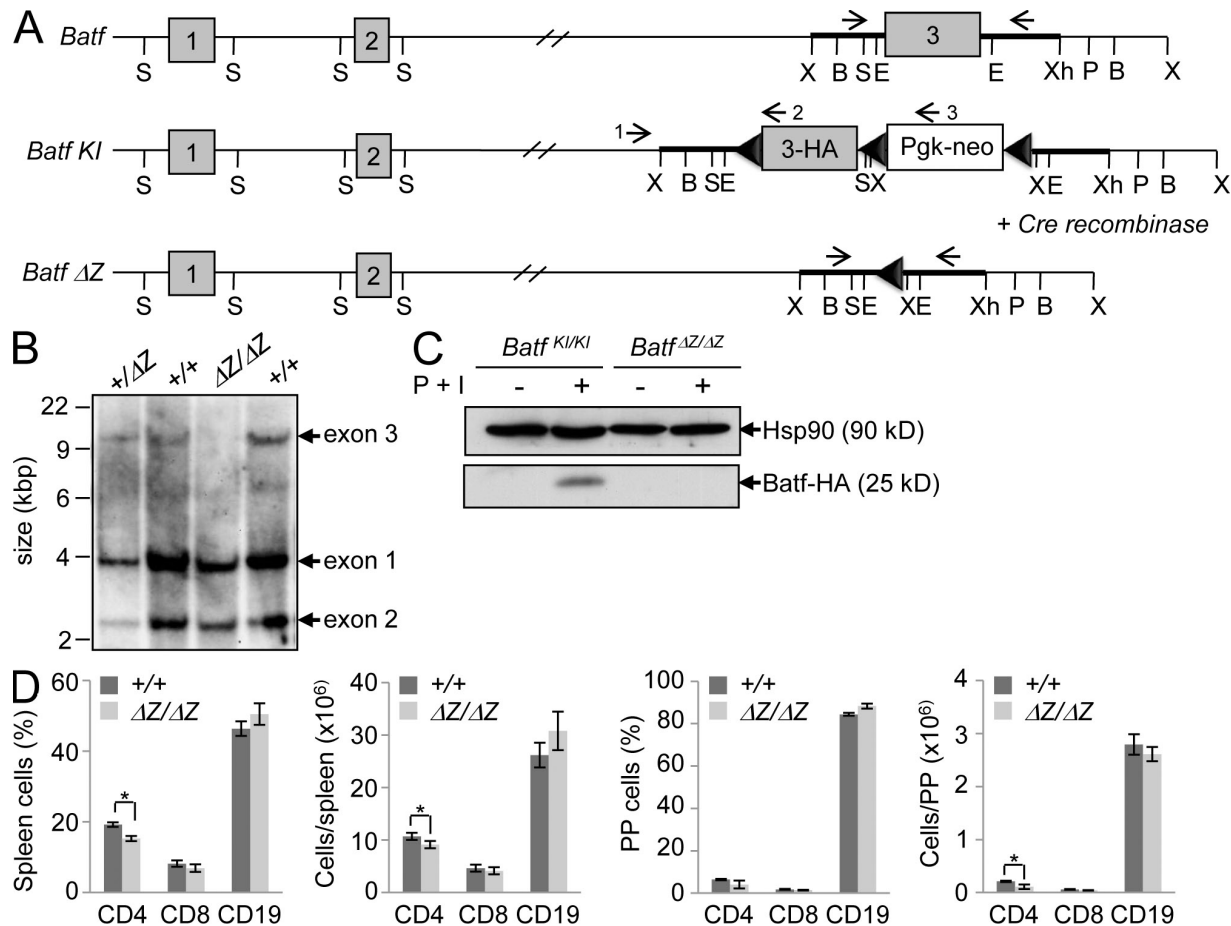 A
Batf
1 2 3
S S S X B S E E Xh P B X
Batf KI
1 2 1 2 3-HA 3 Pgk-neo
S S S X B SE SX XE Xh P B X
+ Cre recombinase
Batf ΔZ
1 2
S S S X B SE XE Xh P B X
B
+/ΔZ +/+ ΔZ/ΔZ +/+
size (kbp)
22
9
6
4
2
exon 3
exon 1
exon 2
C
Batf KI/KI Batf ΔZ/ΔZ
P + I - + - +
Hsp90 (90 kD)
Batf-HA (25 kD)
D
Spleen cells (%)
60
40
20
0
+/+
ΔZ/ΔZ
*
CD4 CD8 CD19
Cells/spleen (x10⁶)
40
30
20
10
0
+/+
ΔZ/ΔZ
*
CD4 CD8 CD19
PP cells (%)
100
80
60
40
20
0
+/+
ΔZ/ΔZ
CD4 CD8 CD19
Cells/PP (x10⁶)
4
3
2
1
0
+/+
ΔZ/ΔZ
*
CD4 CD8 CD19